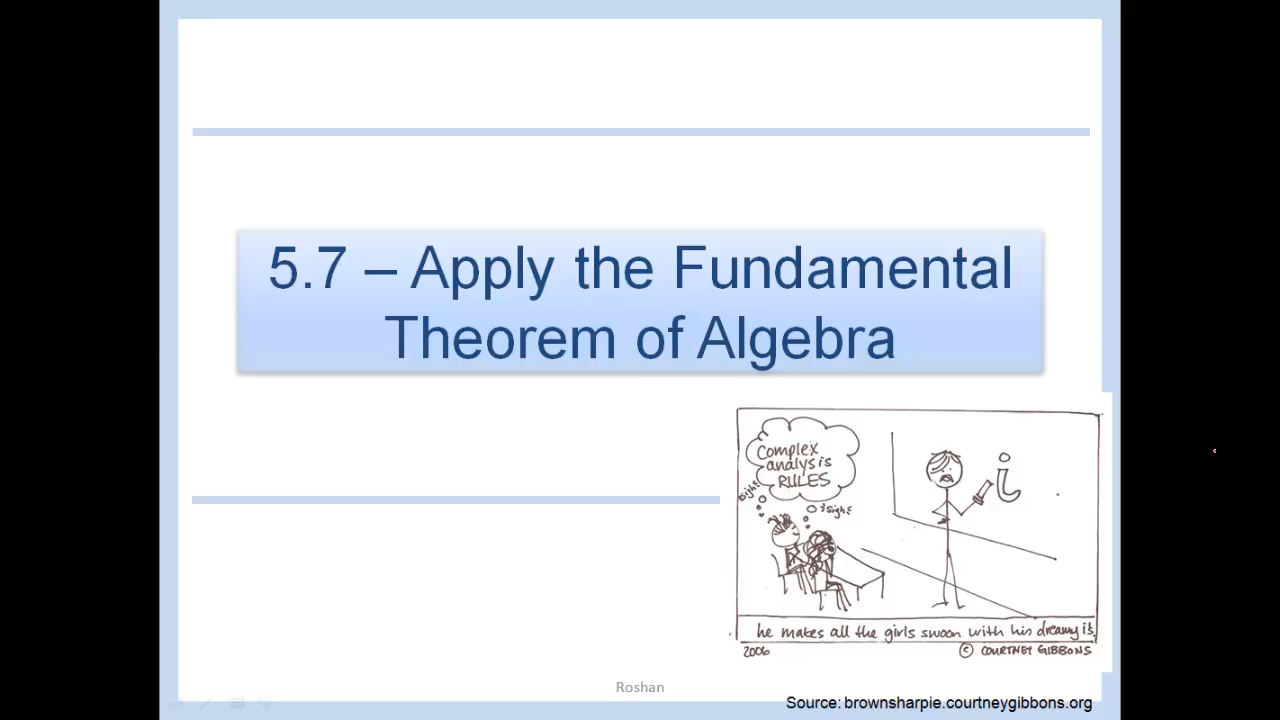 5.7 – Apply the Fundamental
Theorem of Algebra
Complex
analysis is
RULES
*sigh*
*sigh*
i
he makes all the girls swoon with his dreamy i's.
2006
© COURTNEY GIBBONS
Roshan
Source: brownsharpie.courtneygibbons.org